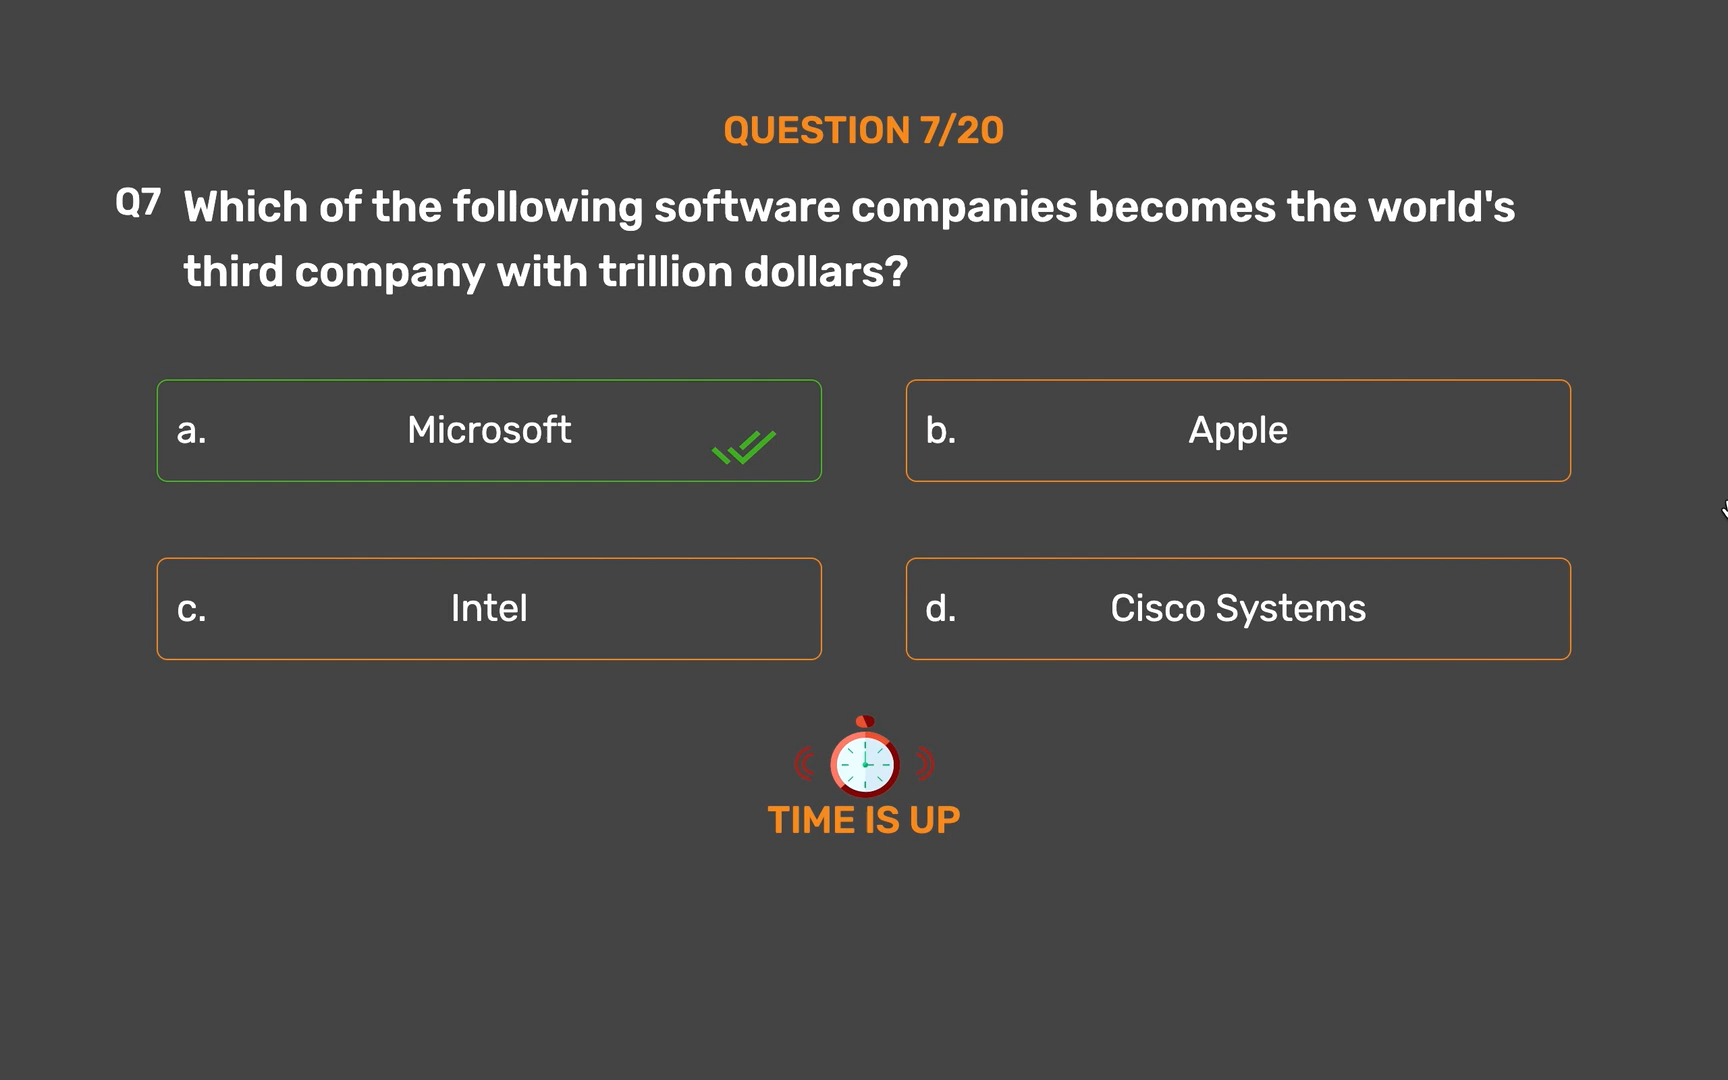 QUESTION 7/20
Q7 Which of the following software companies becomes the world's
third company with trillion dollars?
a. Microsoft
b. Apple
c. Intel
d. Cisco Systems
TIME IS UP